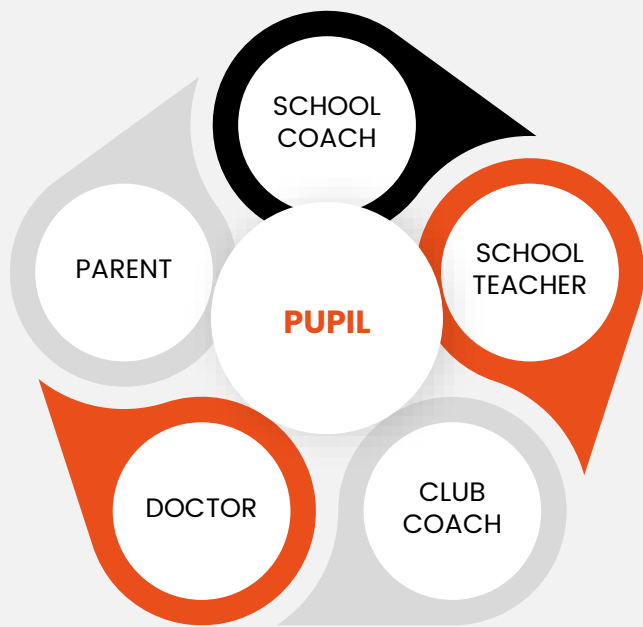 SCHOOL
COACH
SCHOOL
TEACHER
CLUB
COACH
DOCTOR
PARENT
PUPIL